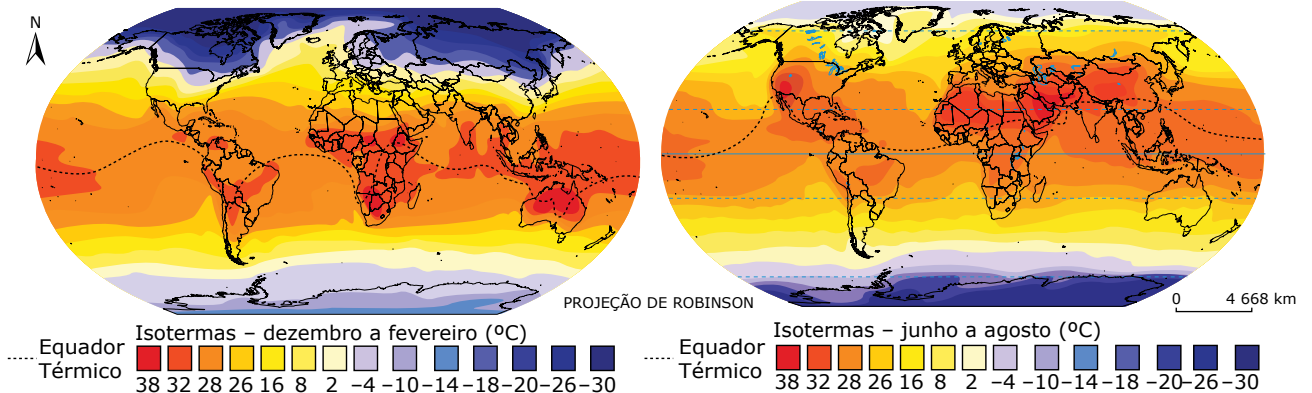 N
PROJEÇÃO DE ROBINSON
0 4 668 km
Isotermas – dezembro a fevereiro (ºC)
Equador
Térmico
38 32 28 26 16 8 2 –4 –10 –14 –18 –20 –26 –30
Isotermas – junho a agosto (ºC)
Equador
Térmico
38 32 28 26 16 8 2 –4 –10 –14 –18 –20 –26 –30